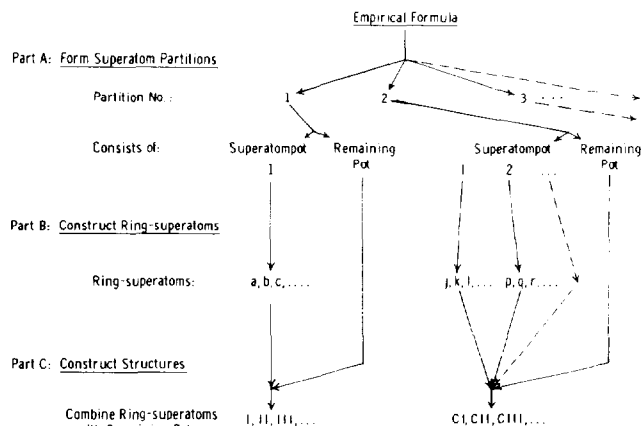 Empirical Formula
Part A: Form Superatom Partitions
Partition No.: 1 2 3 ...
Consists of: Superatompot Remaining Pot Superatompot Remaining Pot
1 1 2 ...
Part B: Construct Ring-superatoms
Ring-superatoms: a, b, c, .... j, k, l, .... p, q, r ....
Part C: Construct Structures
Combine Ring-superatoms I, II, III, ... CI, CII, CIII, ...